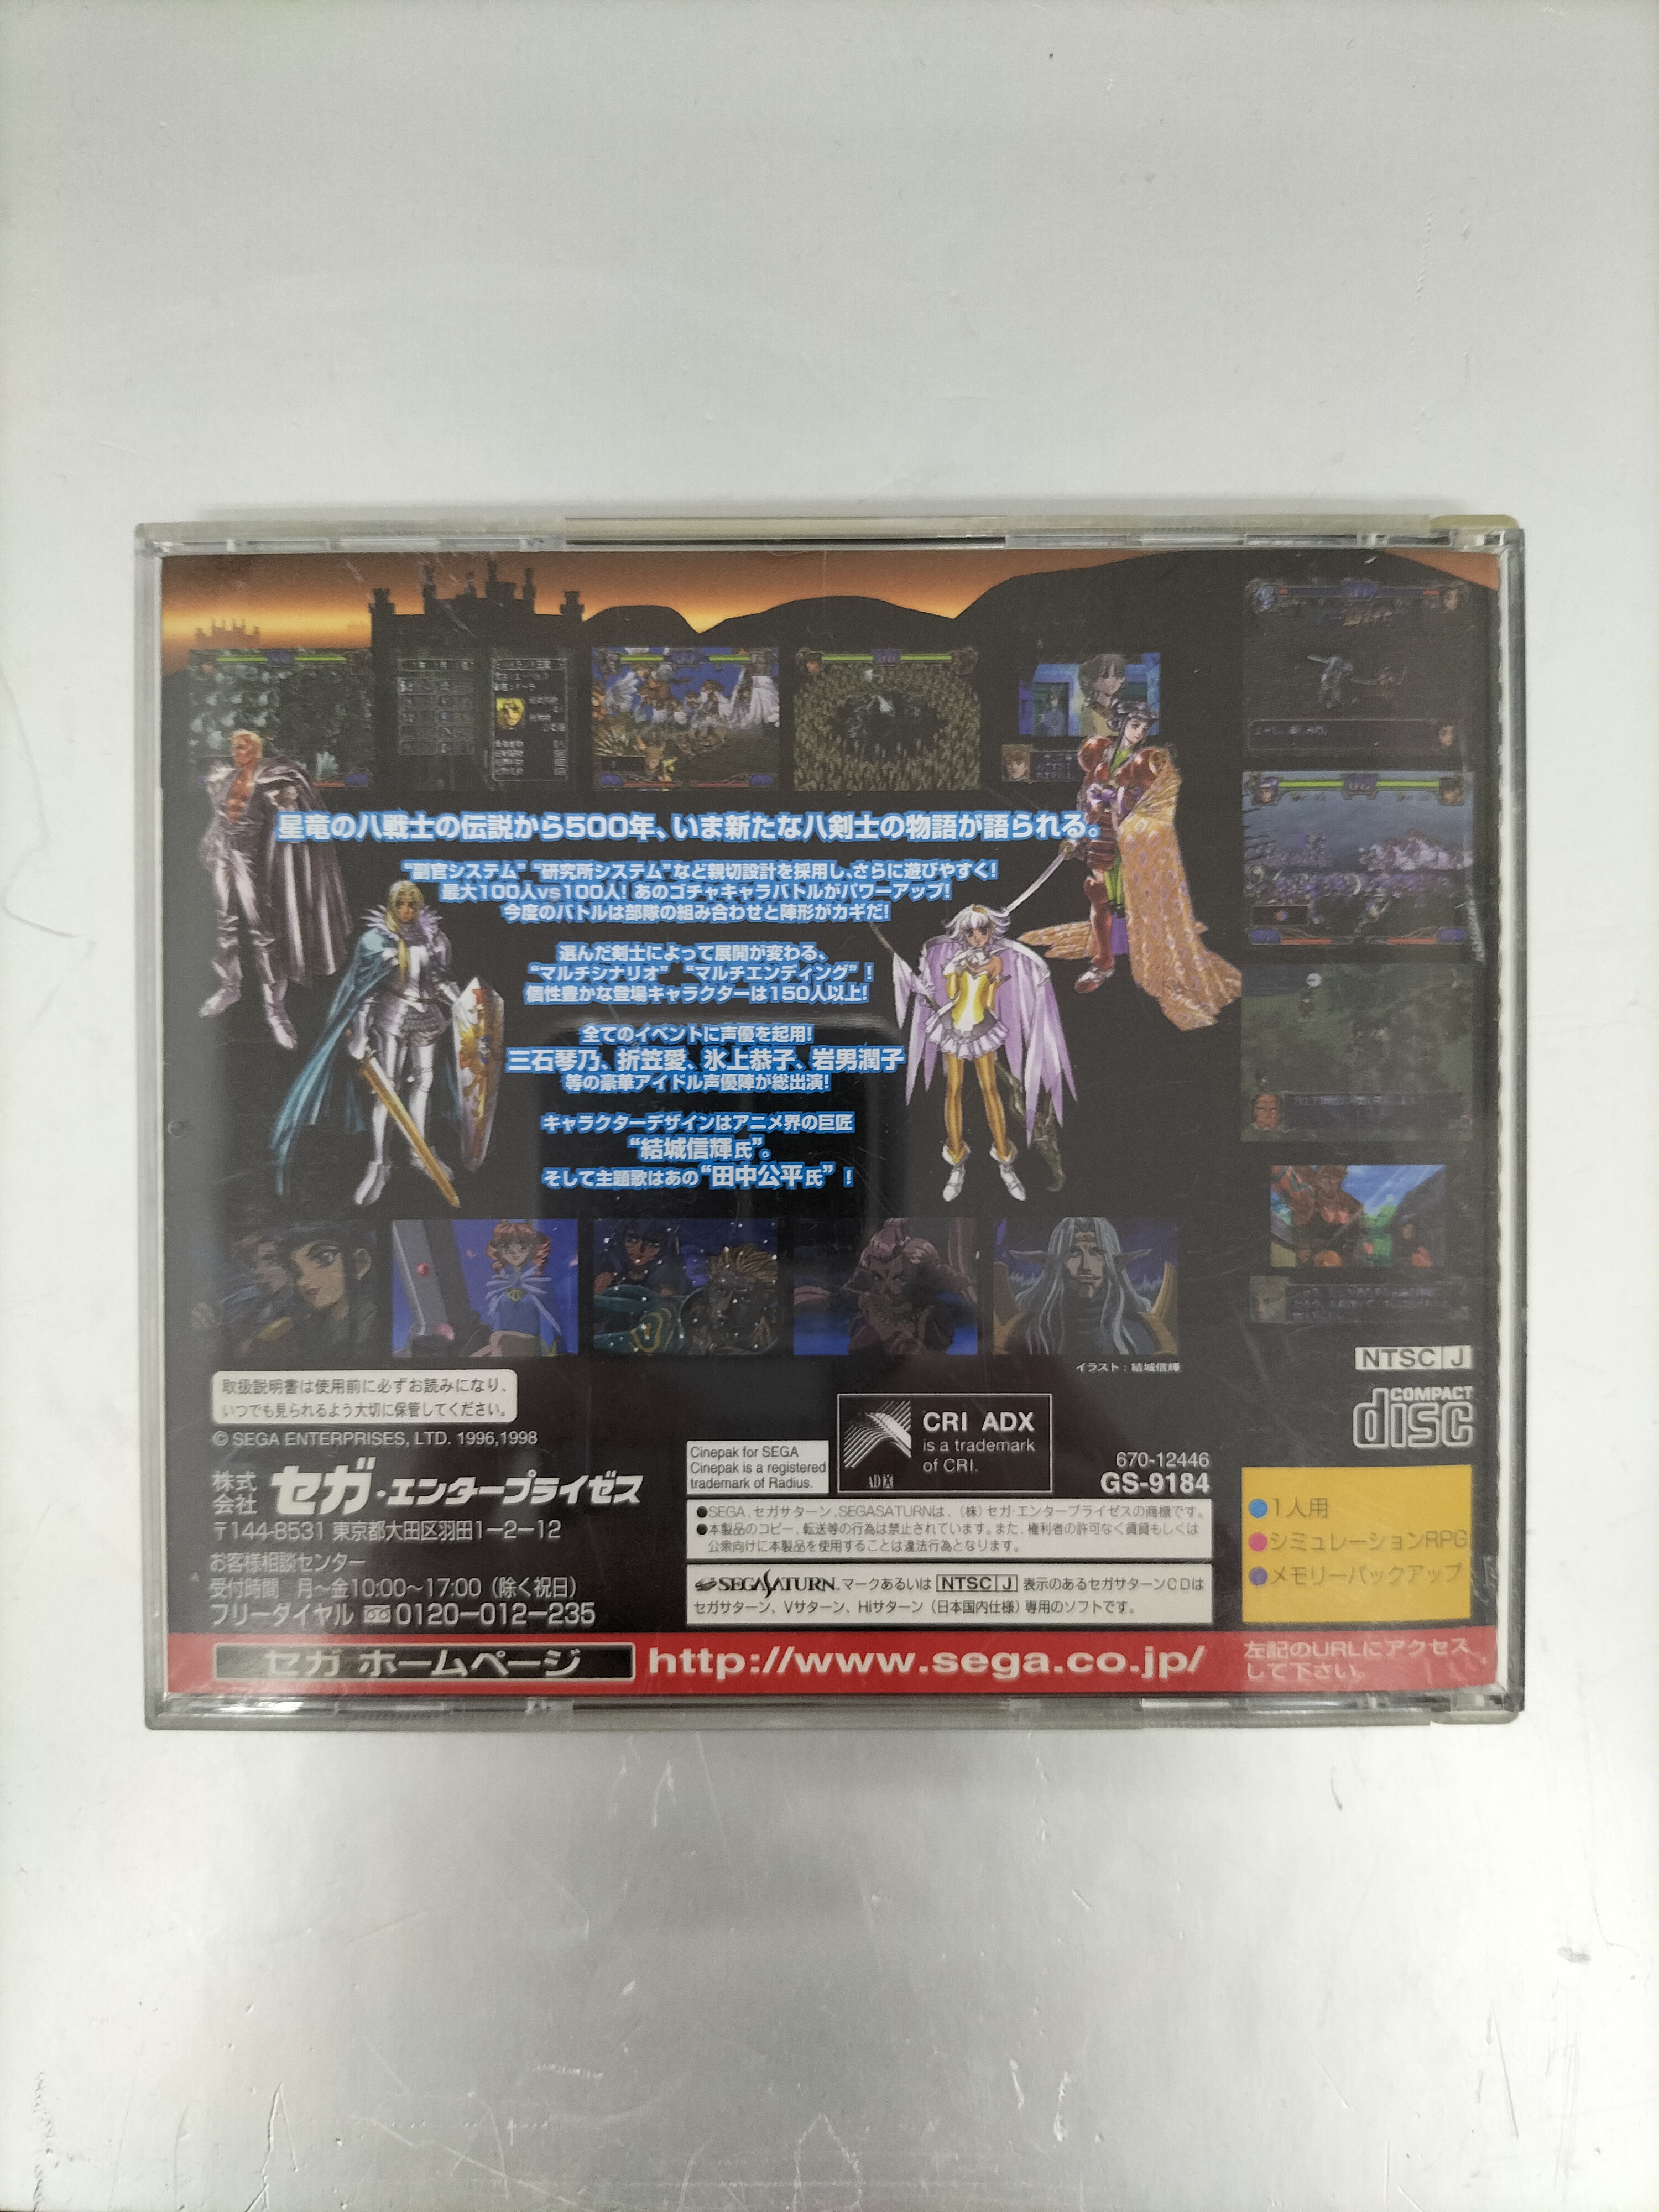 星竜の八戦士の伝説から500年、いま新たな八剣士の物語が語られる。
“副官システム” “研究所システム”など親切設計を採用し、さらに遊びやすく!
最大100人vs100人! あのゴチャキャラバトルがパワーアップ!
今度のバトルは部隊の組み合わせと陣形がカギだ!
選んだ剣士によって展開が変わる、
“マルチシナリオ” “マルチエンディング”!
個性豊かな登場キャラクターは150人以上!
全てのイベントに声優を起用!
三石琴乃、折笠愛、氷上恭子、岩男潤子
等の豪華アイドル声優陣が総出演!
キャラクターデザインはアニメ界の巨匠
“結城信輝氏”。
そして主題歌はあの“田中公平氏”!
イラスト:結城信輝
取扱説明書は使用前に必ずお読みになり、
いつでも見られるよう大切に保管してください。
© SEGA ENTERPRISES, LTD. 1996,1998
株式会社 セガ・エンタープライゼス
〒144-8531 東京都大田区羽田1-2-12
お客様相談センター
受付時間 月〜金10:00〜17:00(除く祝日)
フリーダイヤル 0120-012-235
Cinepak for SEGA
Cinepak is a registered
trademark of Radius.
CRI ADX
is a trademark
of CRI.
ADX
670-12446
GS-9184
●SEGA、セガサターン、SEGASATURNは、(株)セガ・エンタープライゼスの商標です。
●本製品のコピー、転送等の行為は禁止されています。また、権利者の許可なく賃貸もしくは
公衆向けに本製品を使用することは違法行為となります。
SEGASATURN™マークあるいは NTSC J 表示のあるセガサターンCDは
セガサターン、Vサターン、Hiサターン(日本国内仕様)専用のソフトです。
NTSC J
COMPACT
disc
●1人用
●シミュレーションRPG
●メモリーバックアップ
セガ ホームページ
http://www.sega.co.jp/
左記のURLにアクセス
して下さい。